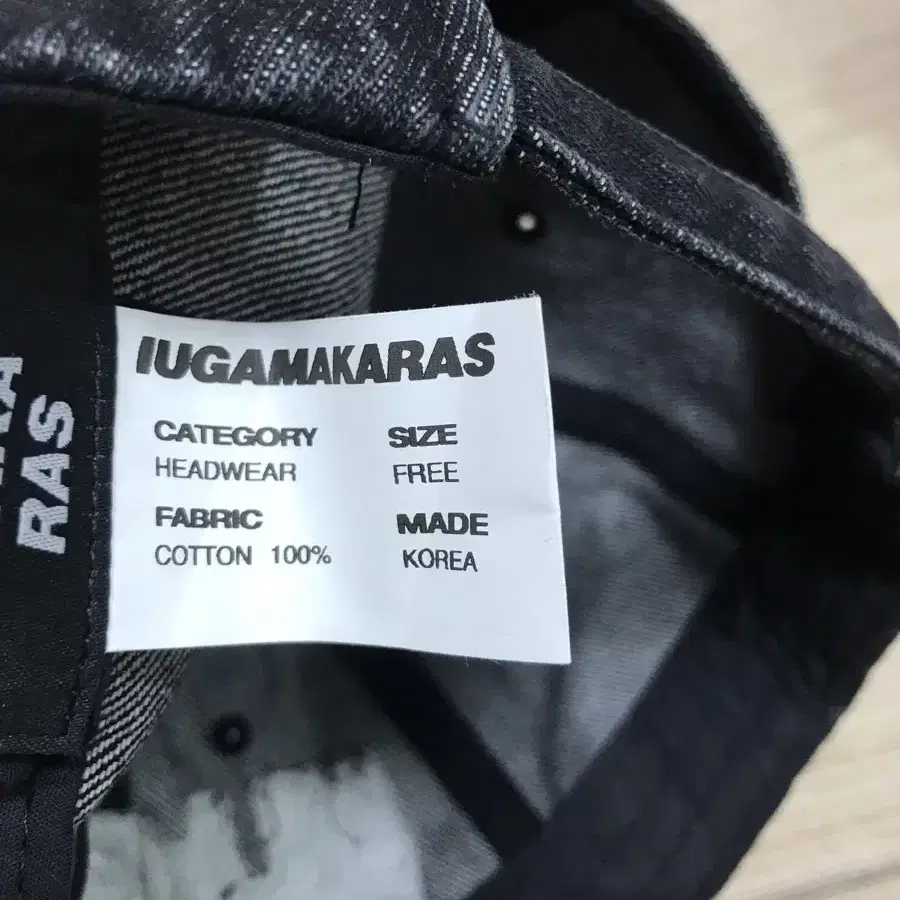 IUGAMAKARAS
CATEGORY SIZE
HEADWEAR FREE
FABRIC MADE
COTTON 100% KOREA
RAS